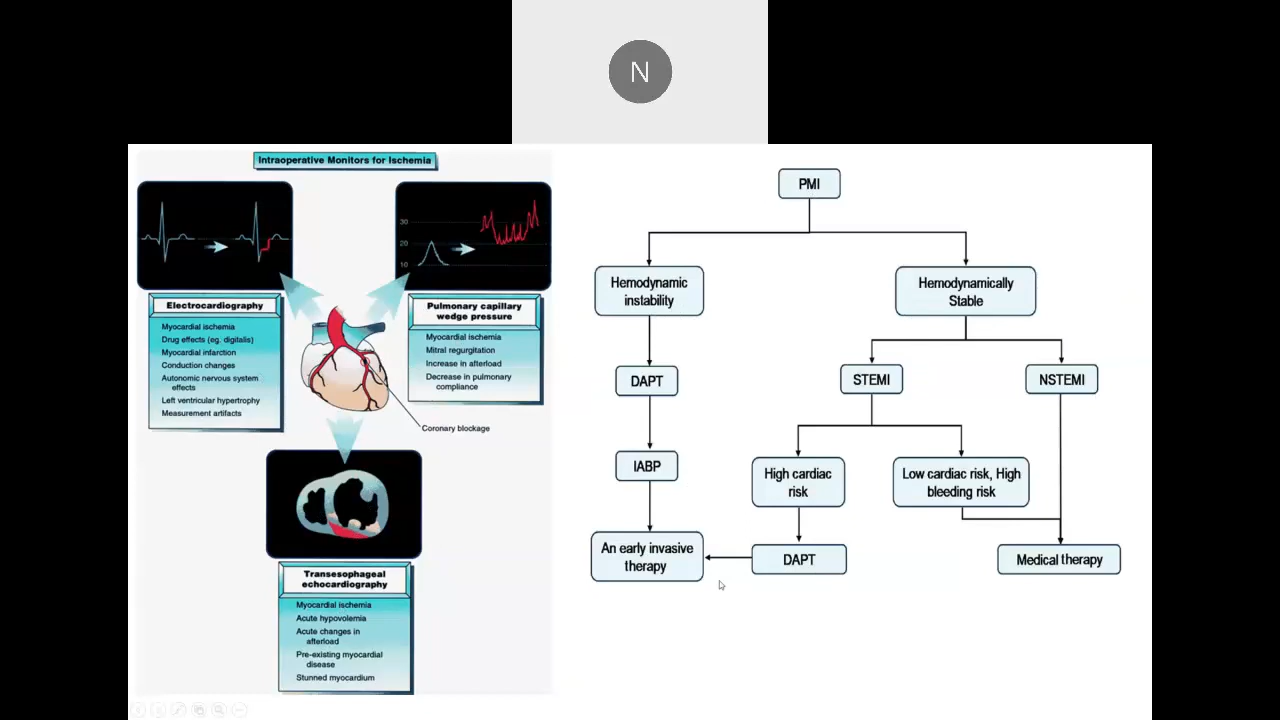 N
Intraoperative Monitors for Ischemia
30
20
10
Electrocardiography
Myocardial ischemia
Drug effects (eg. digitalis)
Myocardial infarction
Conduction changes
Autonomic nervous system
effects
Left ventricular hypertrophy
Measurement artifacts
Pulmonary capillary
wedge pressure
Myocardial ischemia
Mitral regurgitation
Increase in afterload
Decrease in pulmonary
compliance
Coronary blockage
Transesophageal
echocardiography
Myocardial ischemia
Acute hypovolemia
Acute changes in
afterload
Pre-existing myocardial
disease
Stunned myocardium
PMI
Hemodynamic
instability
Hemodynamically
Stable
DAPT
STEMI
NSTEMI
IABP
High cardiac
risk
Low cardiac risk, High
bleeding risk
An early invasive
therapy
DAPT
Medical therapy